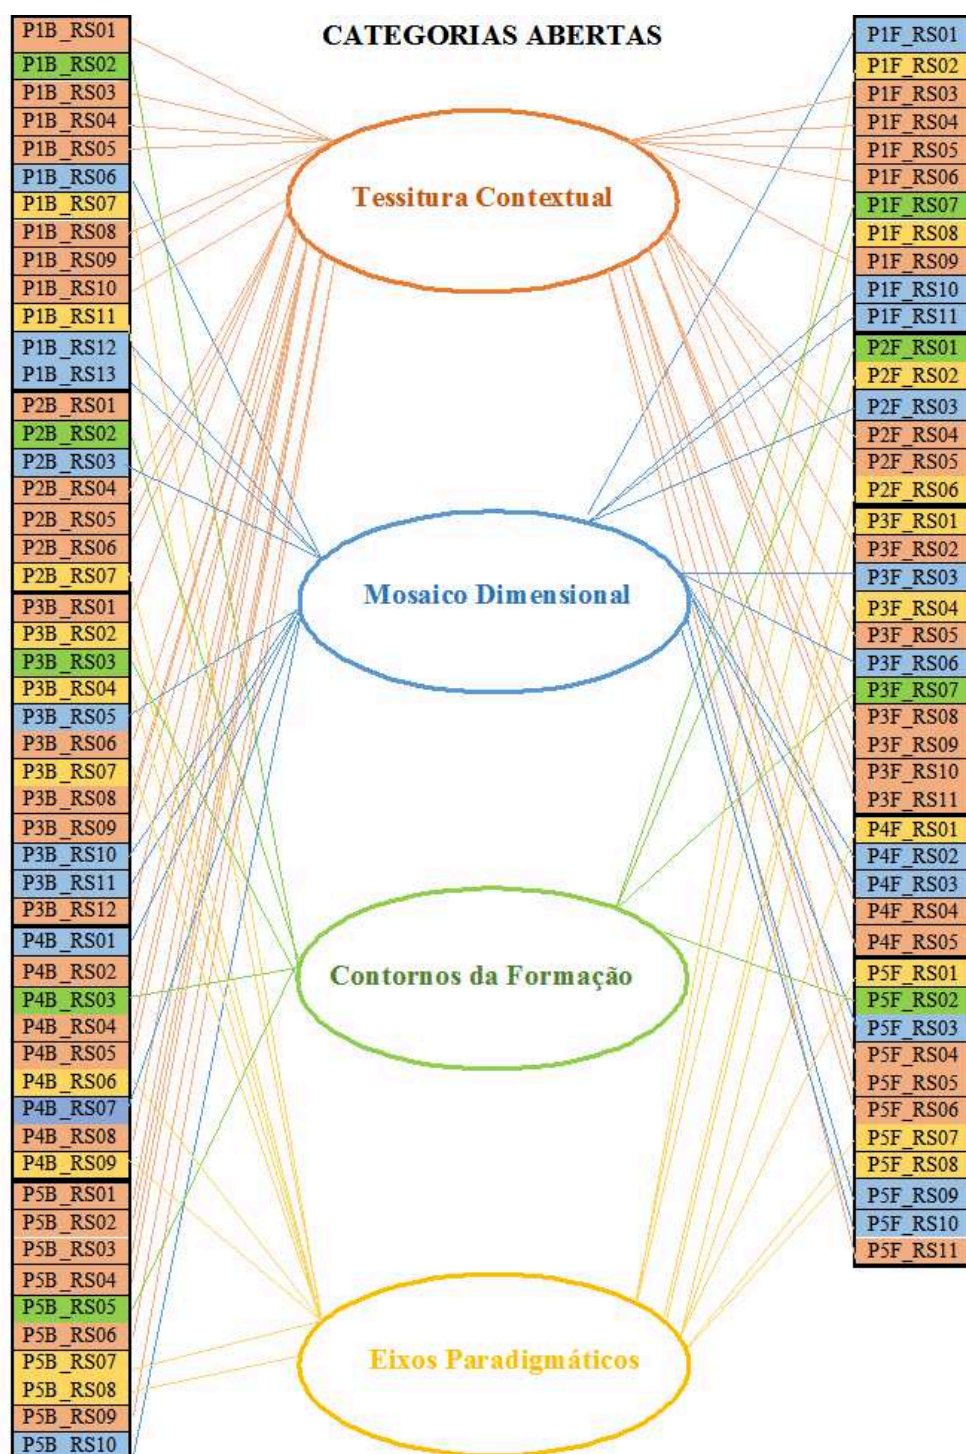 CATEGORIAS ABERTAS
P1B_RS01
P1B_RS02
P1B_RS03
P1B_RS04
P1B_RS05
P1B_RS06
P1B_RS07
P1B_RS08
P1B_RS09
P1B_RS10
P1B_RS11
P1B_RS12
P1B_RS13
P2B_RS01
P2B_RS02
P2B_RS03
P2B_RS04
P2B_RS05
P2B_RS06
P2B_RS07
P3B_RS01
P3B_RS02
P3B_RS03
P3B_RS04
P3B_RS05
P3B_RS06
P3B_RS07
P3B_RS08
P3B_RS09
P3B_RS10
P3B_RS11
P3B_RS12
P4B_RS01
P4B_RS02
P4B_RS03
P4B_RS04
P4B_RS05
P4B_RS06
P4B_RS07
P4B_RS08
P4B_RS09
P5B_RS01
P5B_RS02
P5B_RS03
P5B_RS04
P5B_RS05
P5B_RS06
P5B_RS07
P5B_RS08
P5B_RS09
P5B_RS10
Tessitura Contextual
Mosaico Dimensional
Contornos da Formação
Eixos Paradigmáticos
P1F_RS01
P1F_RS02
P1F_RS03
P1F_RS04
P1F_RS05
P1F_RS06
P1F_RS07
P1F_RS08
P1F_RS09
P1F_RS10
P1F_RS11
P2F_RS01
P2F_RS02
P2F_RS03
P2F_RS04
P2F_RS05
P2F_RS06
P3F_RS01
P3F_RS02
P3F_RS03
P3F_RS04
P3F_RS05
P3F_RS06
P3F_RS07
P3F_RS08
P3F_RS09
P3F_RS10
P3F_RS11
P4F_RS01
P4F_RS02
P4F_RS03
P4F_RS04
P4F_RS05
P5F_RS01
P5F_RS02
P5F_RS03
P5F_RS04
P5F_RS05
P5F_RS06
P5F_RS07
P5F_RS08
P5F_RS09
P5F_RS10
P5F_RS11